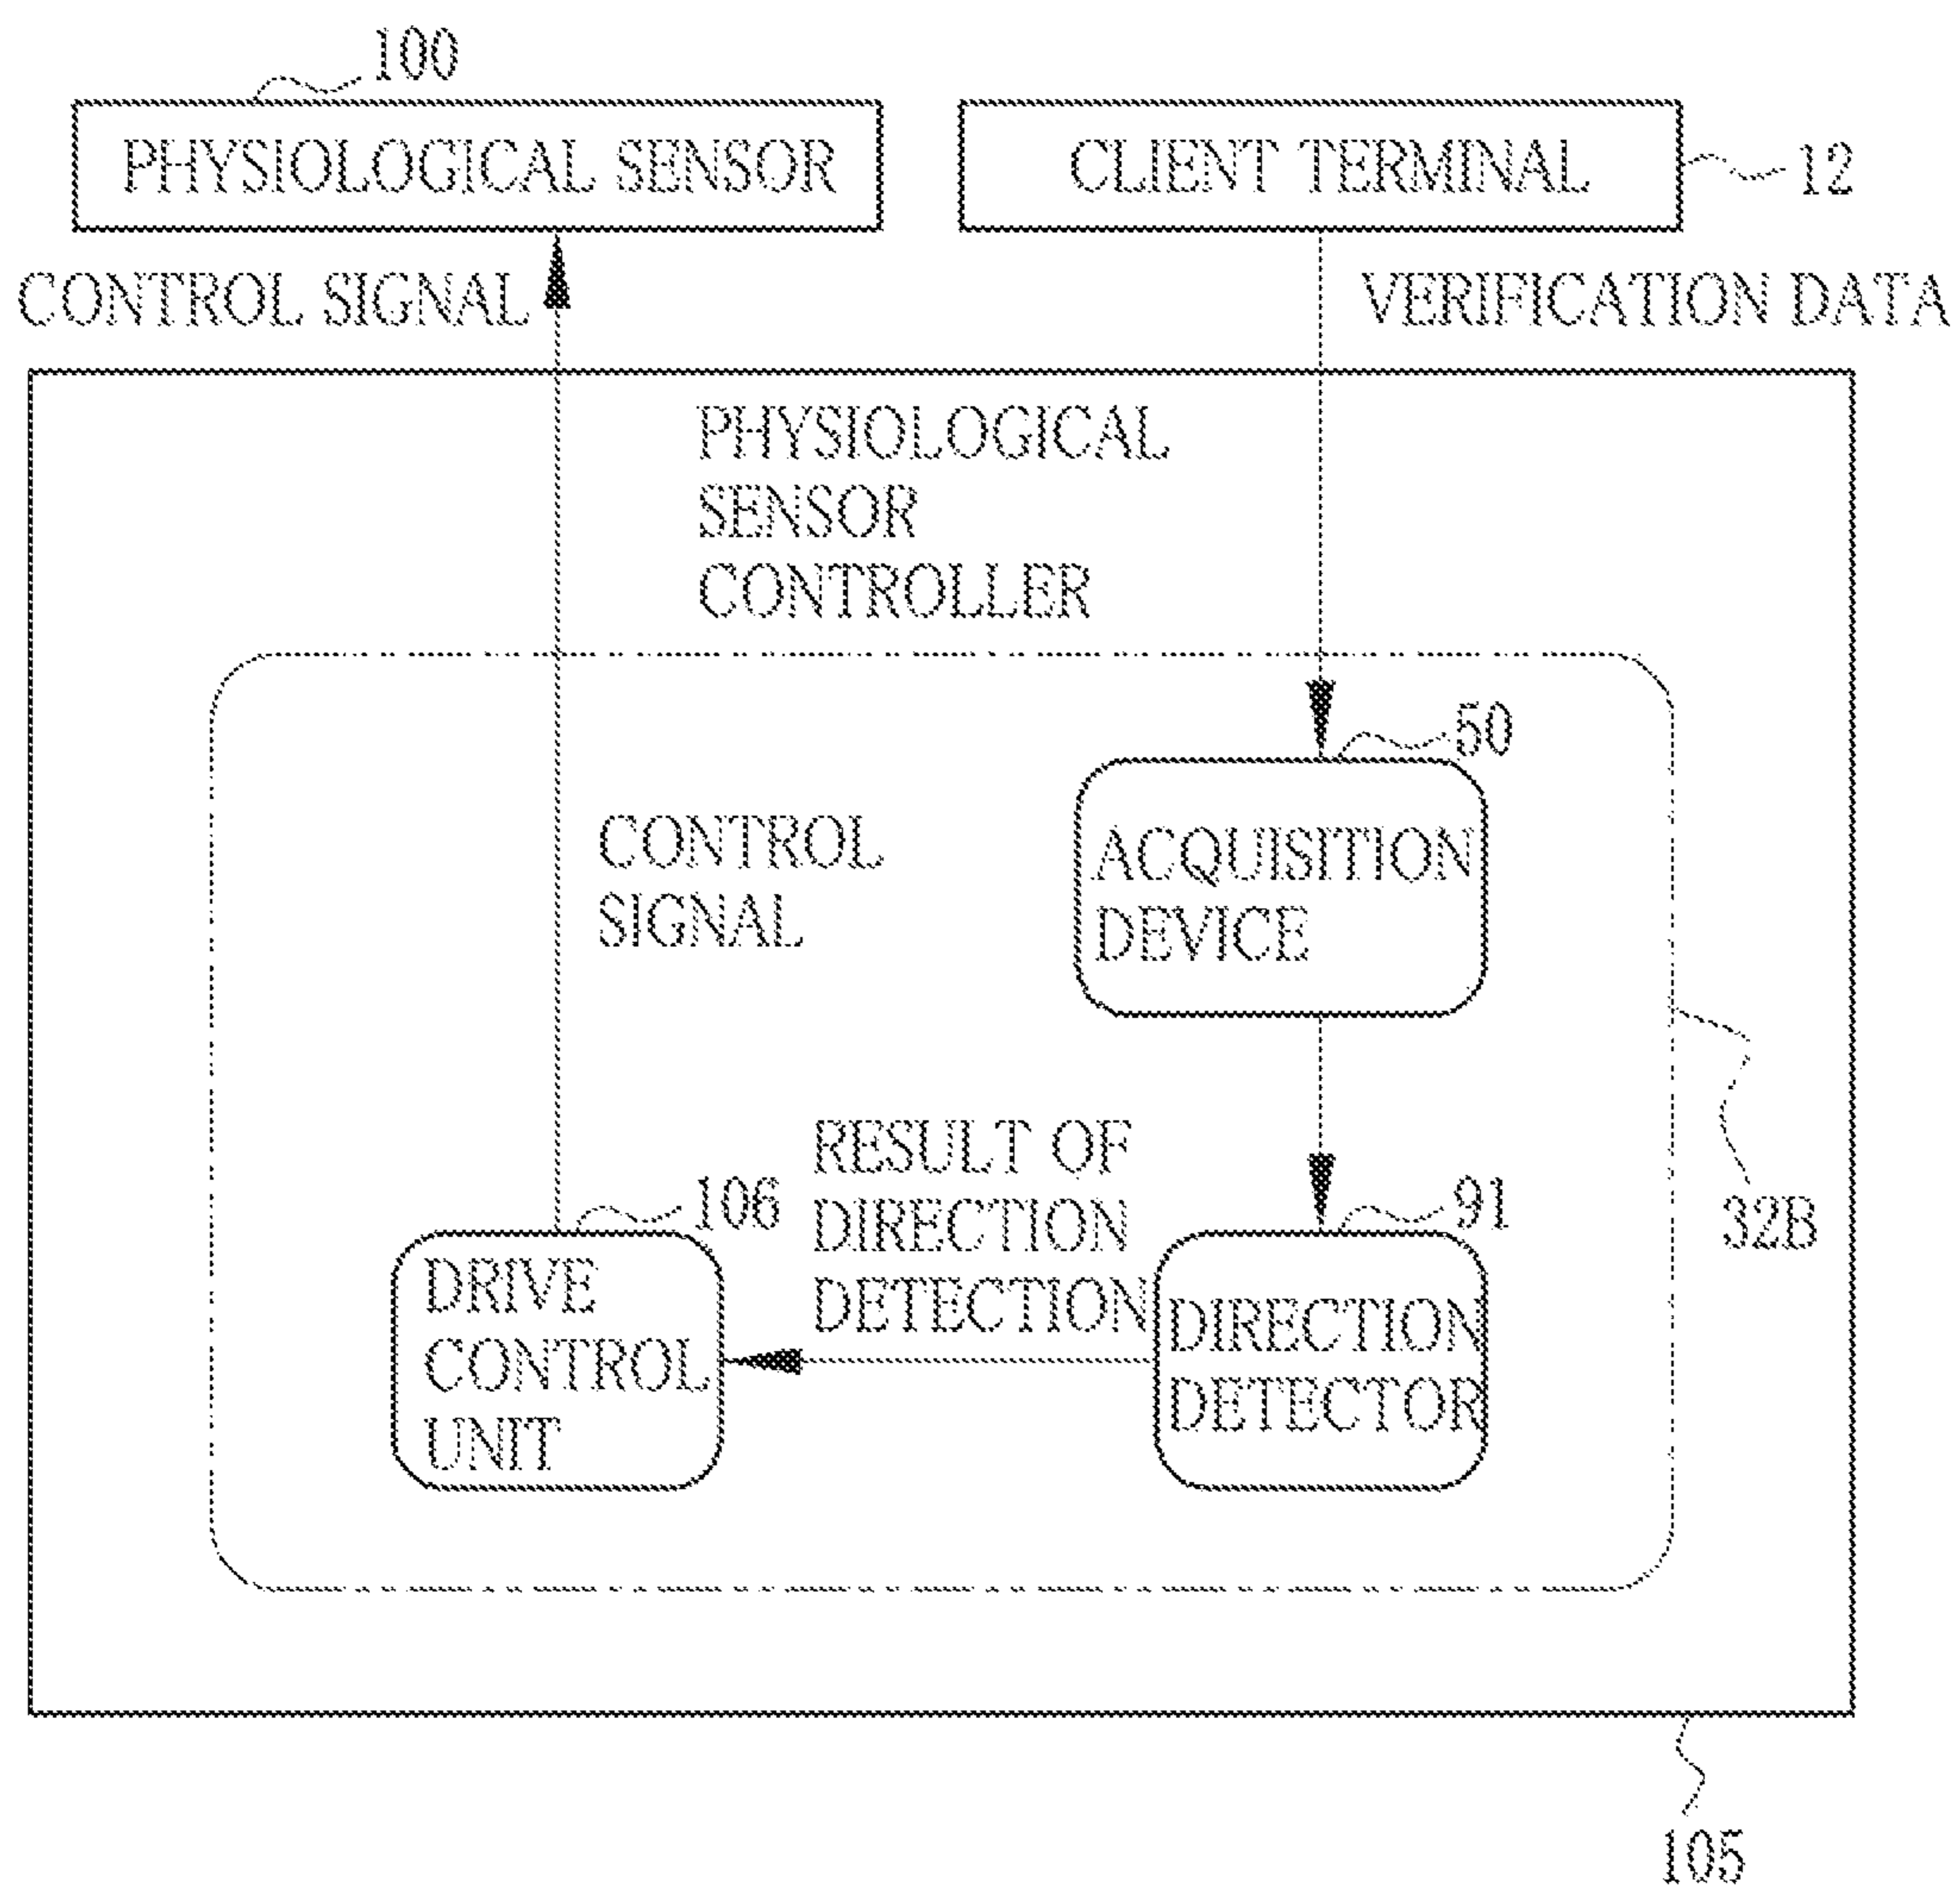 100
PHYSIOLOGICAL SENSOR
CLIENT TERMINAL
12
CONTROL SIGNAL
VERIFICATION DATA
PHYSIOLOGICAL
SENSOR
CONTROLLER
50
ACQUISITION
DEVICE
CONTROL
SIGNAL
RESULT OF
DIRECTION
DETECTION
106
91
32B
DRIVE
CONTROL
UNIT
DIRECTION
DETECTOR
105